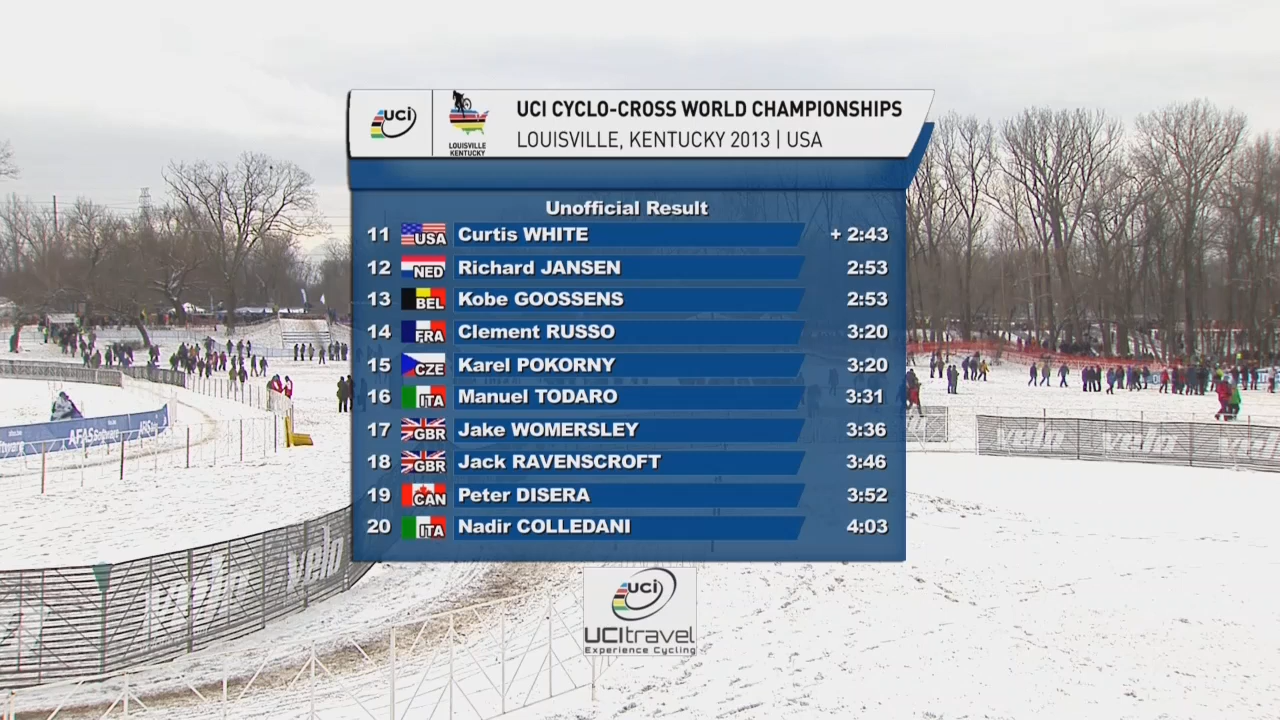 UCI
LOUISVILLE
KENTUCKY
UCI CYCLO-CROSS WORLD CHAMPIONSHIPS
LOUISVILLE, KENTUCKY 2013 | USA
Unofficial Result
11 USA Curtis WHITE + 2:43
12 NED Richard JANSEN 2:53
13 BEL Kobe GOOSSENS 2:53
14 FRA Clement RUSSO 3:20
15 CZE Karel POKORNY 3:20
16 ITA Manuel TODARO 3:31
17 GBR Jake WOMERSLEY 3:36
18 GBR Jack RAVENSCROFT 3:46
19 CAN Peter DISERA 3:52
20 ITA Nadir COLLEDANI 4:03
AFAS Software
velo velo
velo velo
UCI
UCItravel
Experience Cycling